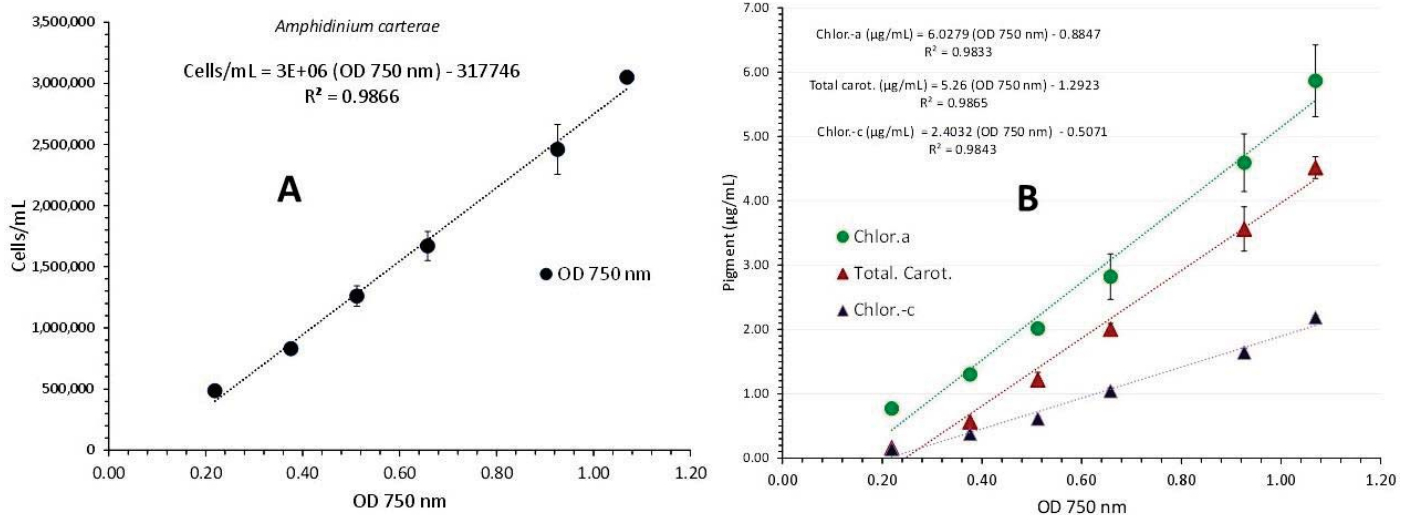 Amphidinium carterae
Cells/mL = 3E+06 (OD 750 nm) - 317746
R² = 0.9866
A
OD 750 nm
Cells/mL
3,500,000
3,000,000
2,500,000
2,000,000
1,500,000
1,000,000
500,000
0
0.00 0.20 0.40 0.60 0.80 1.00 1.20
OD 750 nm
Chlor.-a (µg/mL) = 6.0279 (OD 750 nm) - 0.8847
R² = 0.9833
Total carot. (µg/mL) = 5.26 (OD 750 nm) - 1.2923
R² = 0.9865
Chlor.-c (µg/mL) = 2.4032 (OD 750 nm) - 0.5071
R² = 0.9843
B
Chlor.a
Total. Carot.
Chlor.-c
Pigment (µg/mL)
7.00
6.00
5.00
4.00
3.00
2.00
1.00
0.00
0.00 0.20 0.40 0.60 0.80 1.00 1.20
OD 750 nm